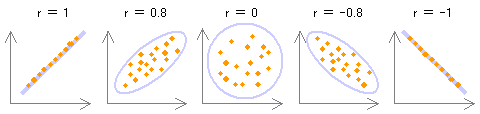 r = 1 r = 0.8 r = 0 r = -0.8 r = -1